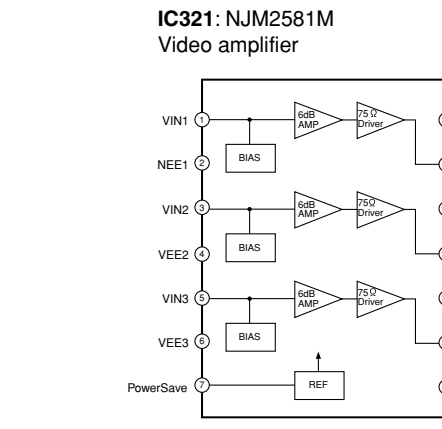 IC321: NJM2581M
Video amplifier
VIN1 1 6dB AMP 75Ω Driver
NEE1 2 BIAS
VIN2 3 6dB AMP 75Ω Driver
VEE2 4 BIAS
VIN3 5 6dB AMP 75Ω Driver
VEE3 6 BIAS
PowerSave 7 REF